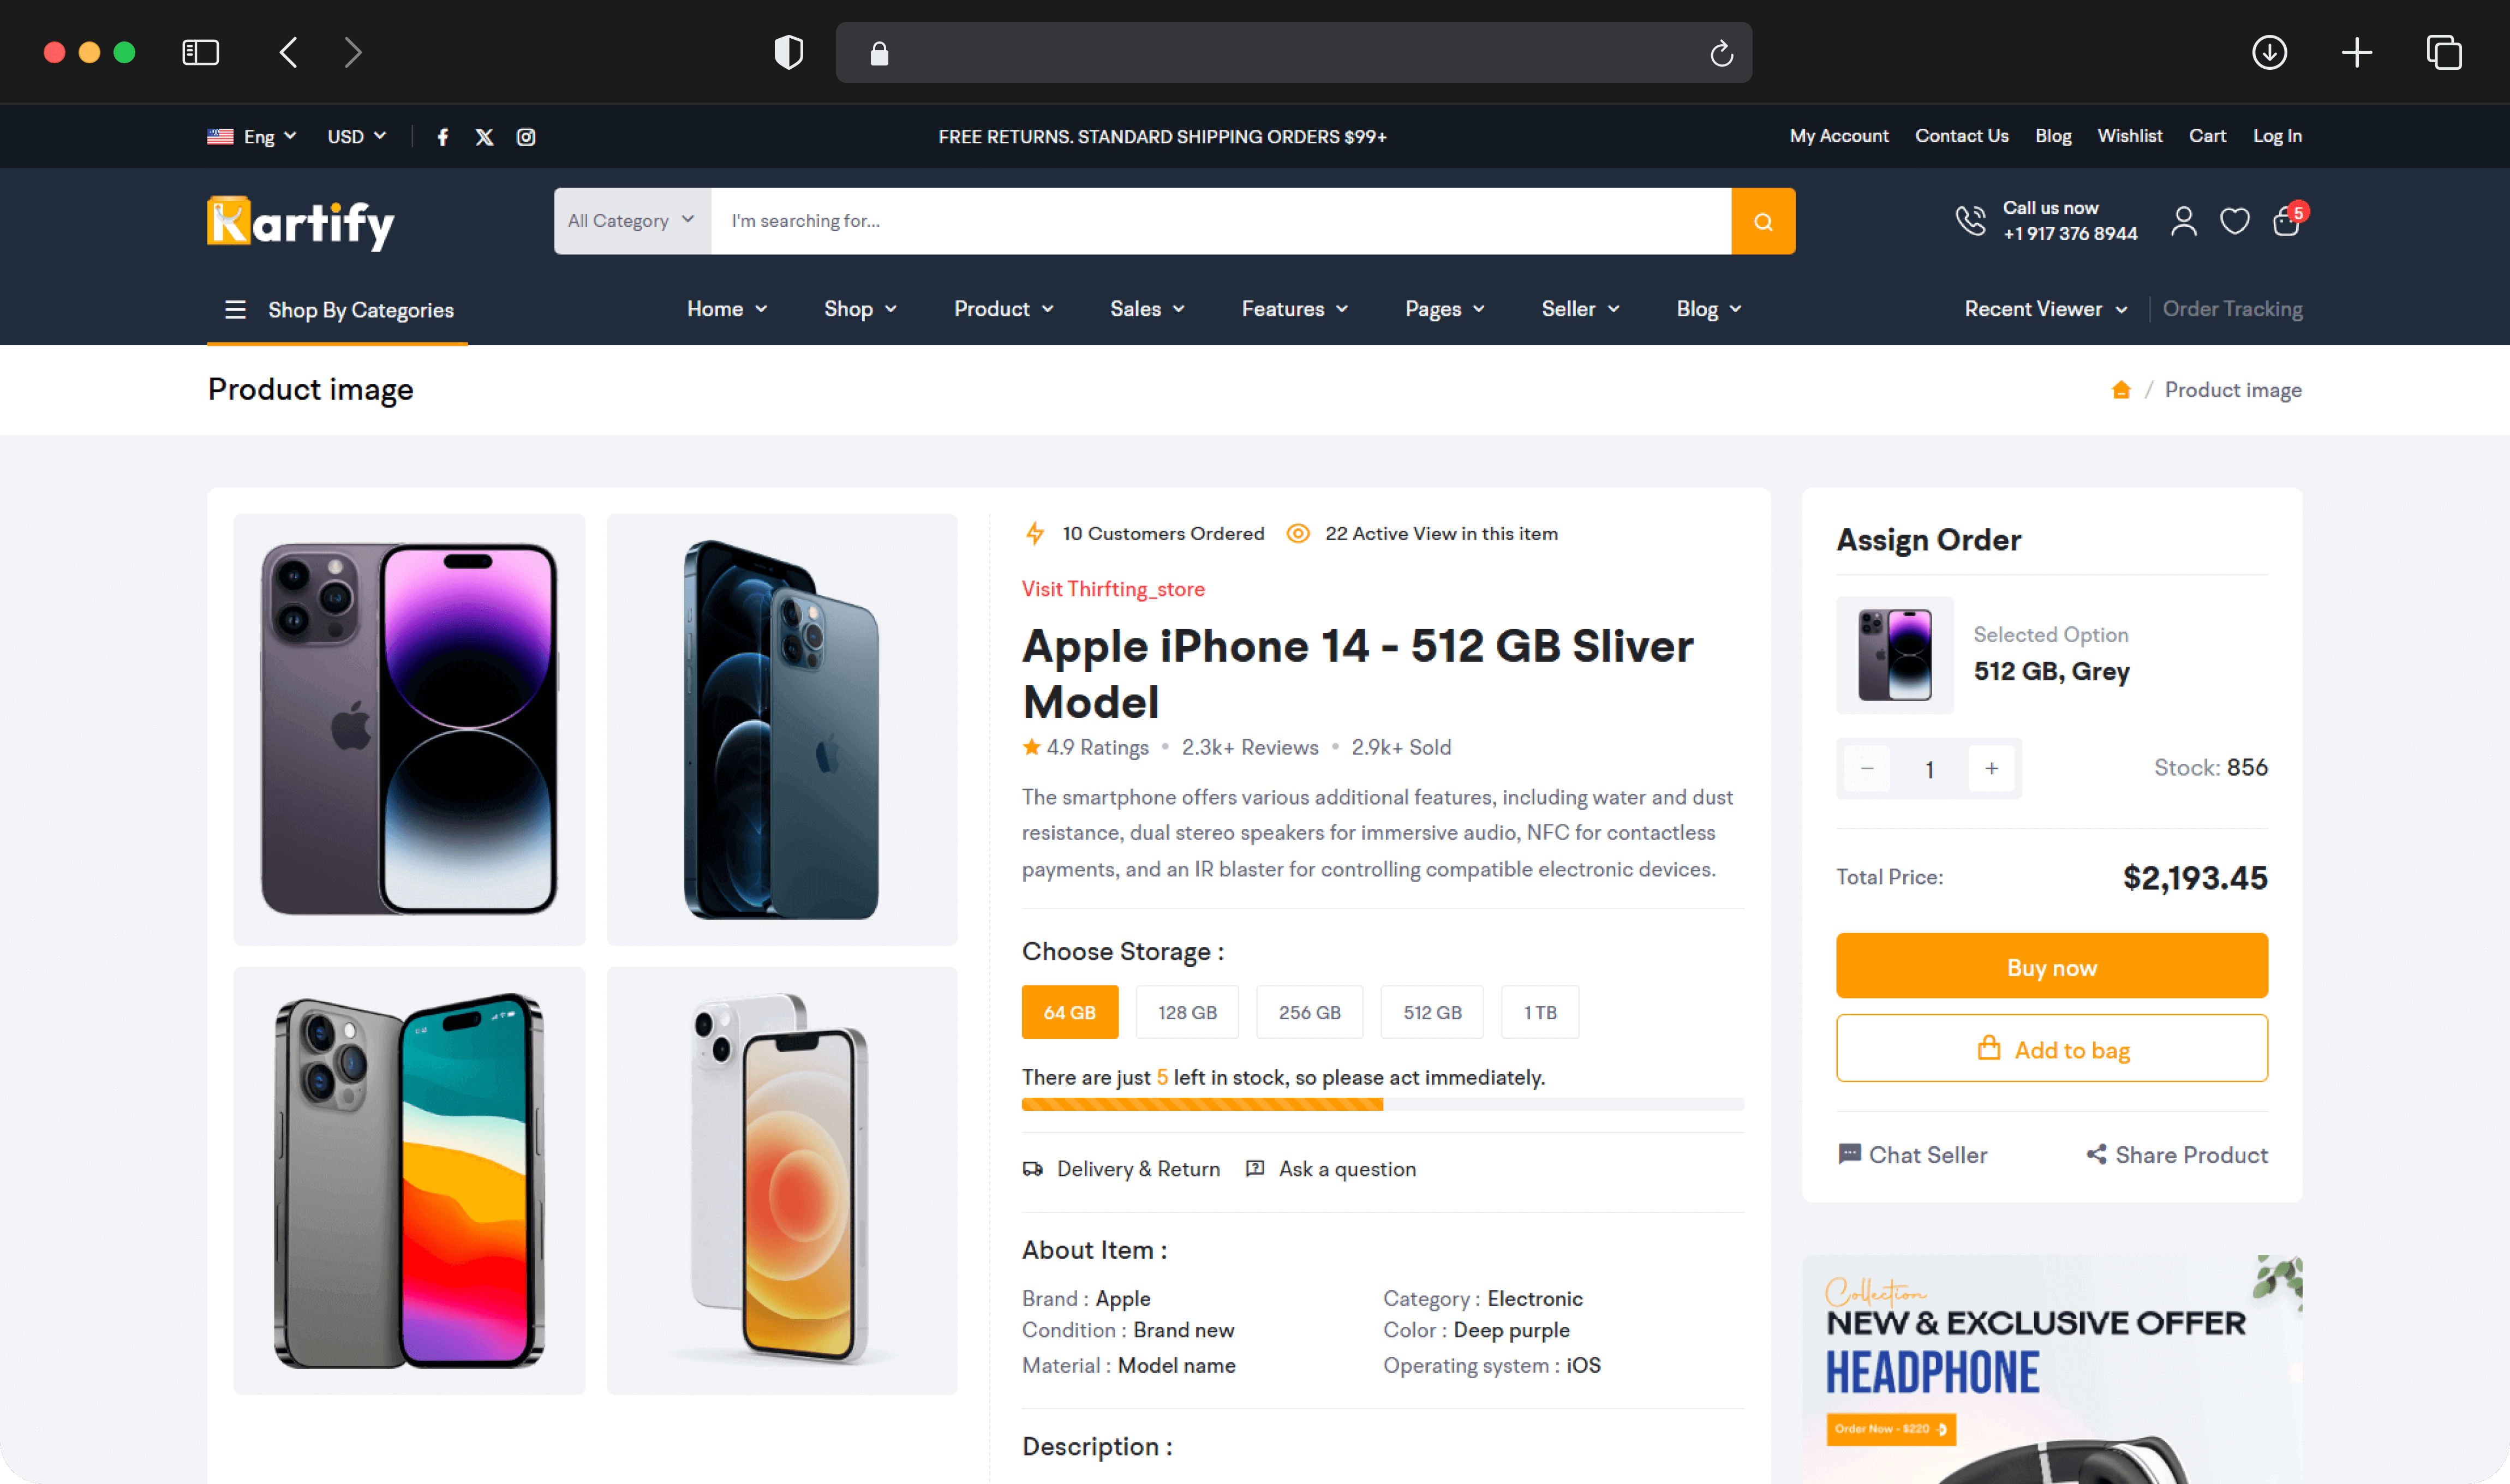 Eng USD FREE RETURNS. STANDARD SHIPPING ORDERS $99+ My Account Contact Us Blog Wishlist Cart Log In
Kartify All Category I'm searching for... Call us now
+1 917 376 8944
5
Shop By Categories Home Shop Product Sales Features Pages Seller Blog Recent Viewer Order Tracking
Product image / Product image
10 Customers Ordered 22 Active View in this item
Visit Thirfting_store
Apple iPhone 14 - 512 GB Sliver
Model
4.9 Ratings • 2.3k+ Reviews • 2.9k+ Sold
The smartphone offers various additional features, including water and dust
resistance, dual stereo speakers for immersive audio, NFC for contactless
payments, and an IR blaster for controlling compatible electronic devices.
Choose Storage :
64 GB 128 GB 256 GB 512 GB 1 TB
There are just 5 left in stock, so please act immediately.
Delivery & Return Ask a question
About Item :
Brand : Apple Category : Electronic
Condition : Brand new Color : Deep purple
Material : Model name Operating system : iOS
Description :
Assign Order
Selected Option
512 GB, Grey
− 1 + Stock: 856
Total Price: $2,193.45
Buy now
Add to bag
Chat Seller Share Product
Collection
NEW & EXCLUSIVE OFFER
HEADPHONE
Order Now - $220